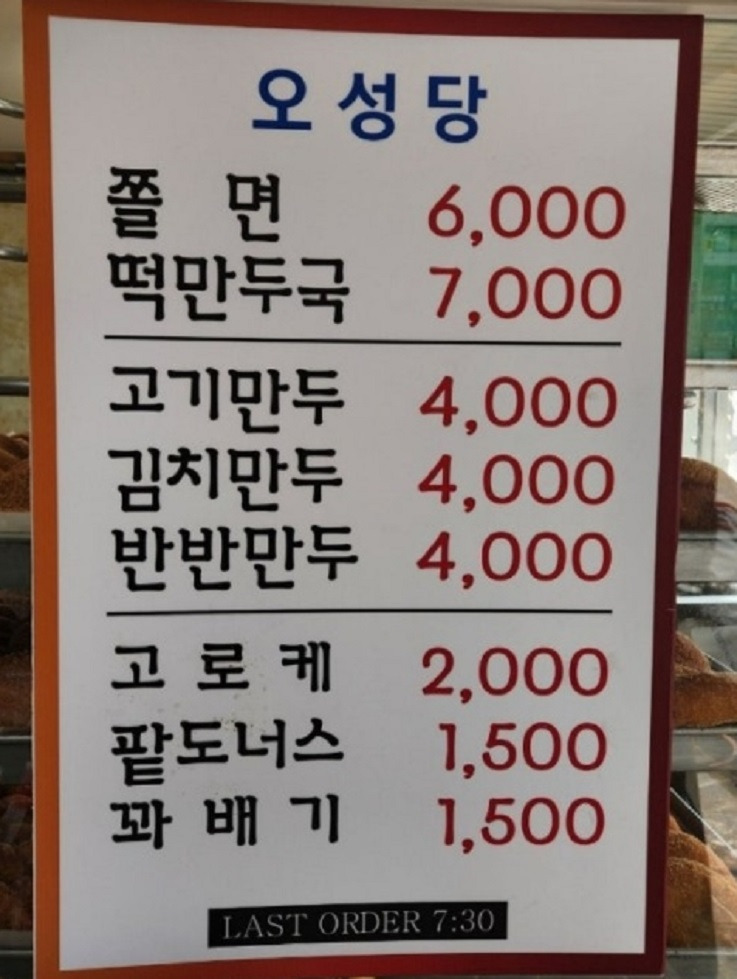 오성당
쫄면 6,000
떡만두국 7,000
고기만두 4,000
김치만두 4,000
반반만두 4,000
고로케 2,000
팥도너스 1,500
꽈배기 1,500
LAST ORDER 7:30